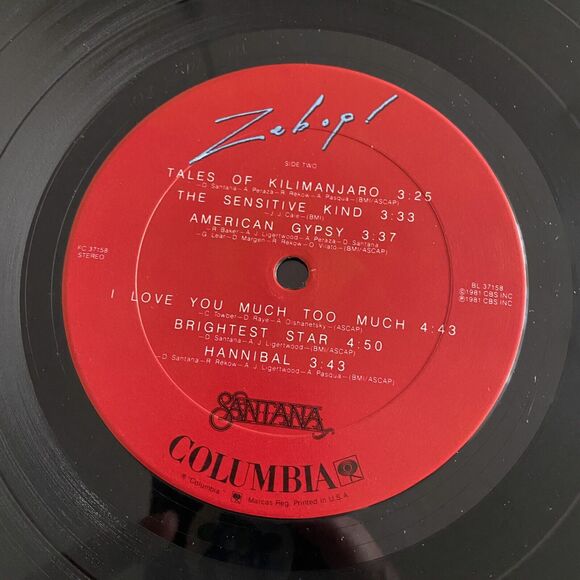 Zebop!
SIDE TWO
TALES OF KILIMANJARO 3:25
—D. Santana—A. Peraza—R. Rekow—A. Pasqua—(BMI/ASCAP)
THE SENSITIVE KIND 3:33
—J. J. Cale—(BMI)
AMERICAN GYPSY 3:37
—R. Baker—A. J. Ligertwood—A. Peraza—D. Santana
—G. Lear—D. Margen—R. Rekow—O. Vilato—(BMI/ASCAP)
FC 37158
STEREO
BL 37158
©1981 CBS INC
℗1981 CBS INC
I LOVE YOU MUCH TOO MUCH 4:43
—C. Towber—D. Raye—A. Olshanetsky—(ASCAP)
BRIGHTEST STAR 4:50
—D. Santana—A. J. Ligertwood—(BMI/ASCAP)
HANNIBAL 3:43
—D. Santana—R. Rekow—A. J. Ligertwood—A. Pasqua—(BMI/ASCAP)
SANTANA
COLUMBIA
® "Columbia" Marcas Reg. Printed in U.S.A.